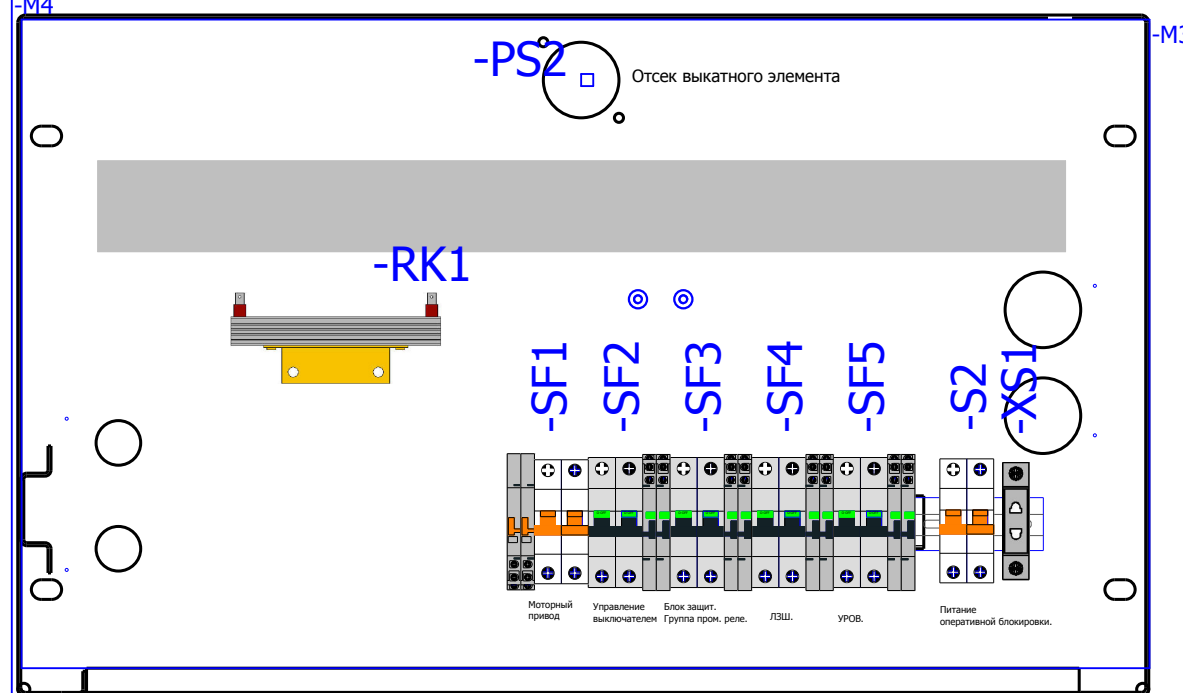 -M4
-M3
-PS2
Отсек выкатного элемента
-RK1
-SF1
-SF2
-SF3
-SF4
-SF5
-S2
-XS1
Моторный
привод
Управление
выключателем
Блок защит.
Группа пром. реле.
ЛЗШ.
УРОВ.
Питание
оперативной блокировки.